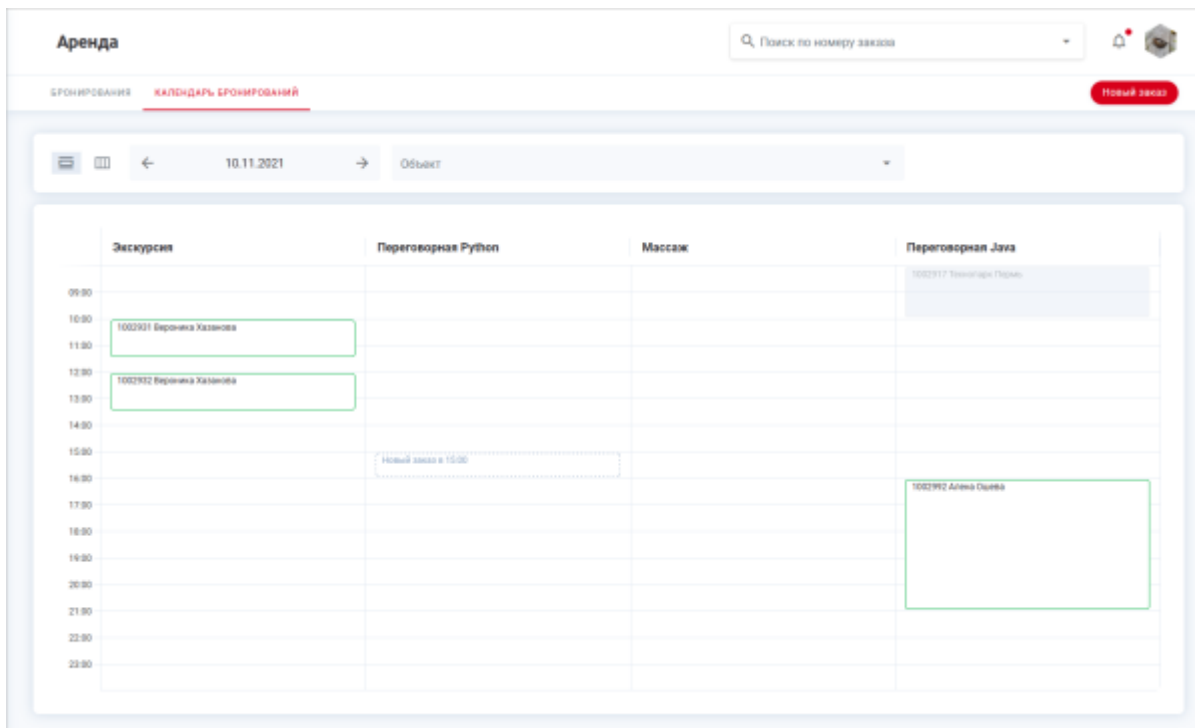 Аренда
Поиск по номеру заказа
БРОНИРОВАНИЯ КАЛЕНДАРЬ БРОНИРОВАНИЙ
Новый заказ
10.11.2021
Объект
Экскурсия Переговорная Python Массаж Переговорная Java
1002917 Технопарк Пермь
09:00
10:00
1002931 Вероника Хазанова
11:00
12:00
1002932 Вероника Хазанова
13:00
14:00
15:00
Новый заказ в 15:00
16:00
1002992 Алена Ощева
17:00
18:00
19:00
20:00
21:00
22:00
23:00